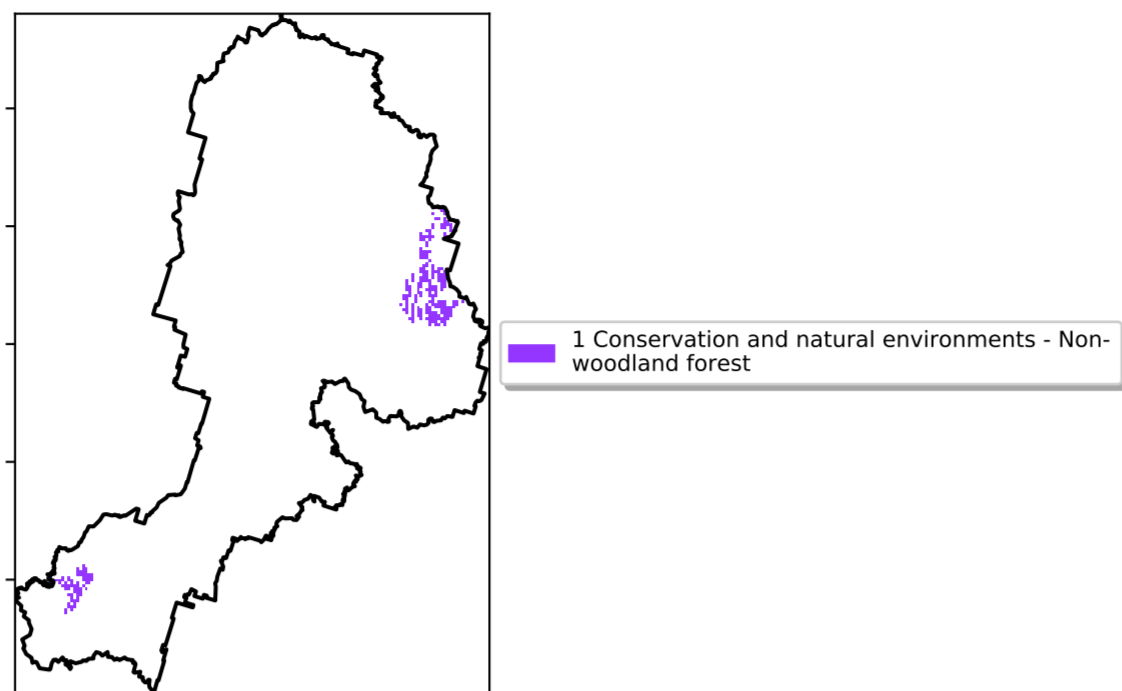 1 Conservation and natural environments - Non-
woodland forest